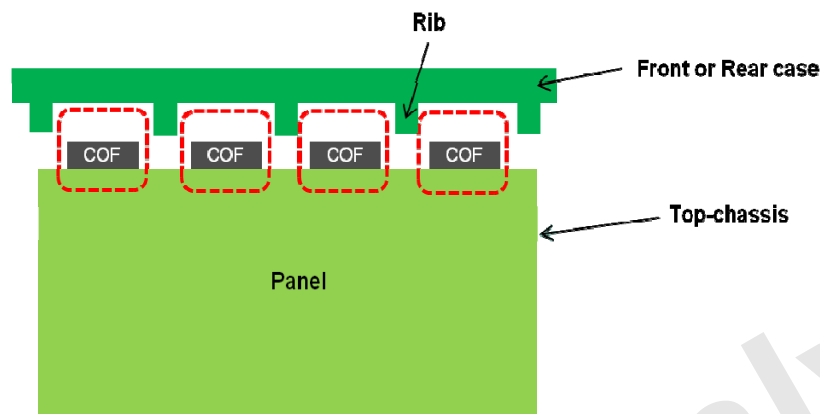 Rib
Front or Rear case
COF COF COF COF
Top-chassis
Panel